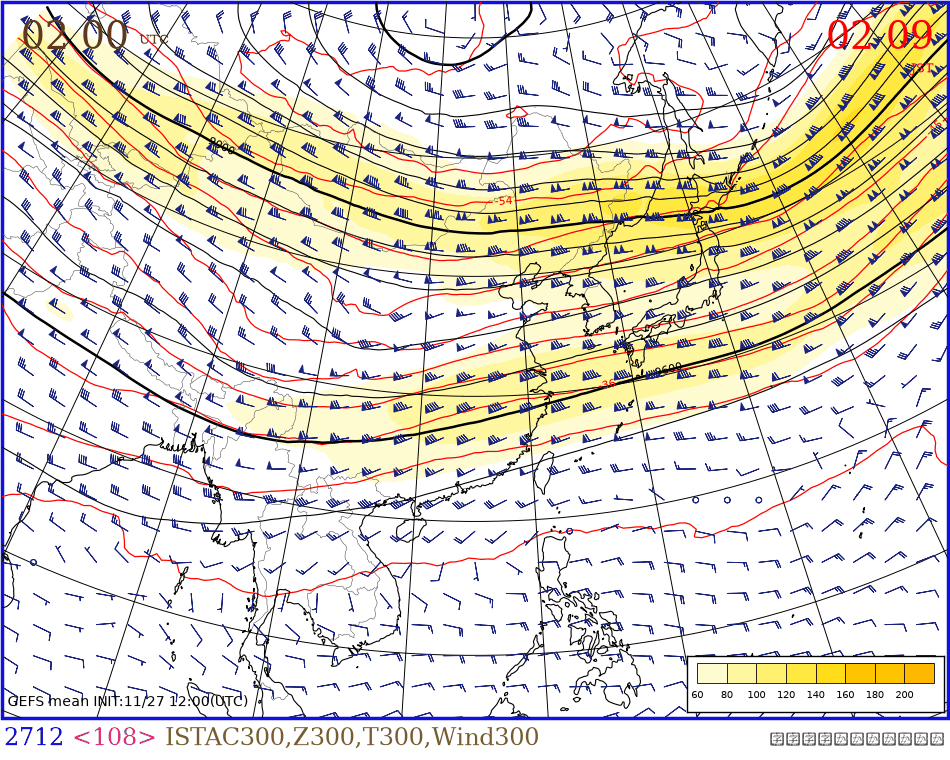 02 00 UTC
02 09 JST
9000
-54
-36
9600
60 80 100 120 140 160 180 200
GEFS mean INIT:11/27 12:00(UTC)
2712 <108> ISTAC300,Z300,T300,Wind300